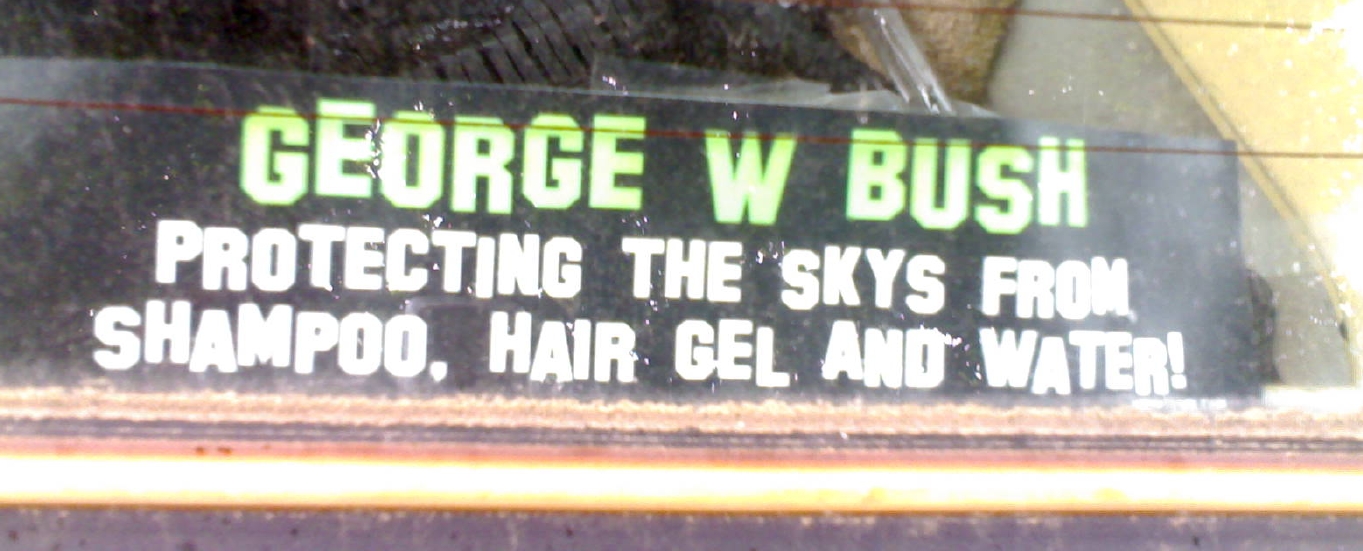 GEORGE W BUSH
PROTECTING THE SKYS FROM
SHAMPOO, HAIR GEL AND WATER!